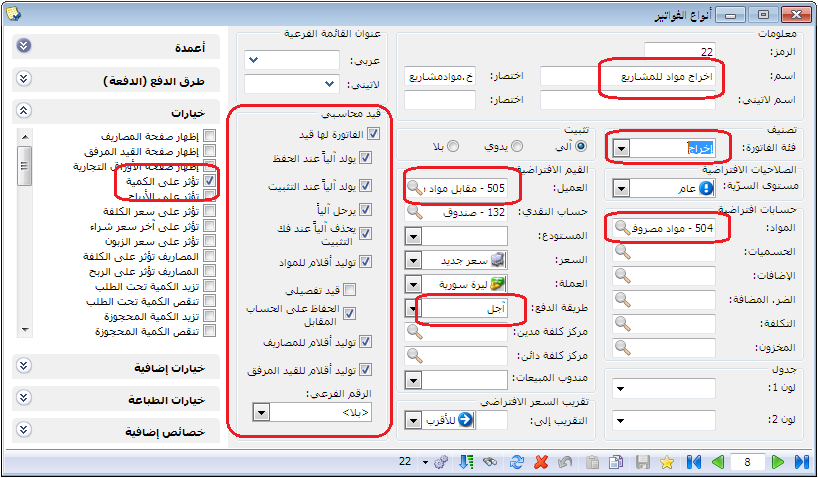 أنواع الفواتير
معلومات
الرمز: 22
اسم: اخراج مواد للمشاريع
اختصار: خ.موادمشاريع
اسم لاتيني:
اختصار:
تصنيف
فئة الفاتورة: إخراج
الصلاحيات الافتراضية
مستوى السرّية: عام
حسابات افتراضية
المواد: 504 - مواد مصروف
الحسميات:
الإضافات:
الضر. المضافة:
التكلفة:
المخزون:
جدول
لون 1:
لون 2:
تثبيت
آلي
يدوي
بلا
القيم الافتراضية
العميل: 505 - مقابل مواد
حساب النقدي: 132 - صندوق
المستودع:
السعر: سعر جديد
العملة: ليرة سورية
طريقة الدفع: آجل
مركز كلفة مدين:
مركز كلفة دائن:
مندوب المبيعات:
تقريب السعر الافتراضي
التقريب إلى: للأقرب
عنوان القائمة الفرعية
عربي:
لاتيني:
قيد محاسبي
الفاتورة لها قيد
يولد آلياً عند الحفظ
يولد آلياً عند التثبيت
يرحل آلياً
يحذف آلياً عند فك
التثبيت
توليد أقلام للمواد
قيد تفصيلي
الحفاظ على الحساب
المقابل
توليد أقلام للمصاريف
توليد أقلام للقيد المرفق
الرقم الفرعي:
<بلا>
أعمدة
طرق الدفع (الدفعة)
خيارات
إظهار صفحة المصاريف
إظهار صفحة القيد المرفق
إظهار صفحة الأوراق التجارية
تؤثر على الكمية
تؤثر على الأرباح
تؤثر على سعر الكلفة
تؤثر على آخر سعر شراء
تؤثر على سعر الزبون
المصاريف تؤثر على الكلفة
المصاريف تؤثر على الربح
تزيد الكمية تحت الطلب
تنقص الكمية تحت الطلب
تزيد الكمية المحجوزة
تنقص الكمية المحجوزة
خيارات إضافية
خيارات الطباعة
خصائص إضافية
8
22